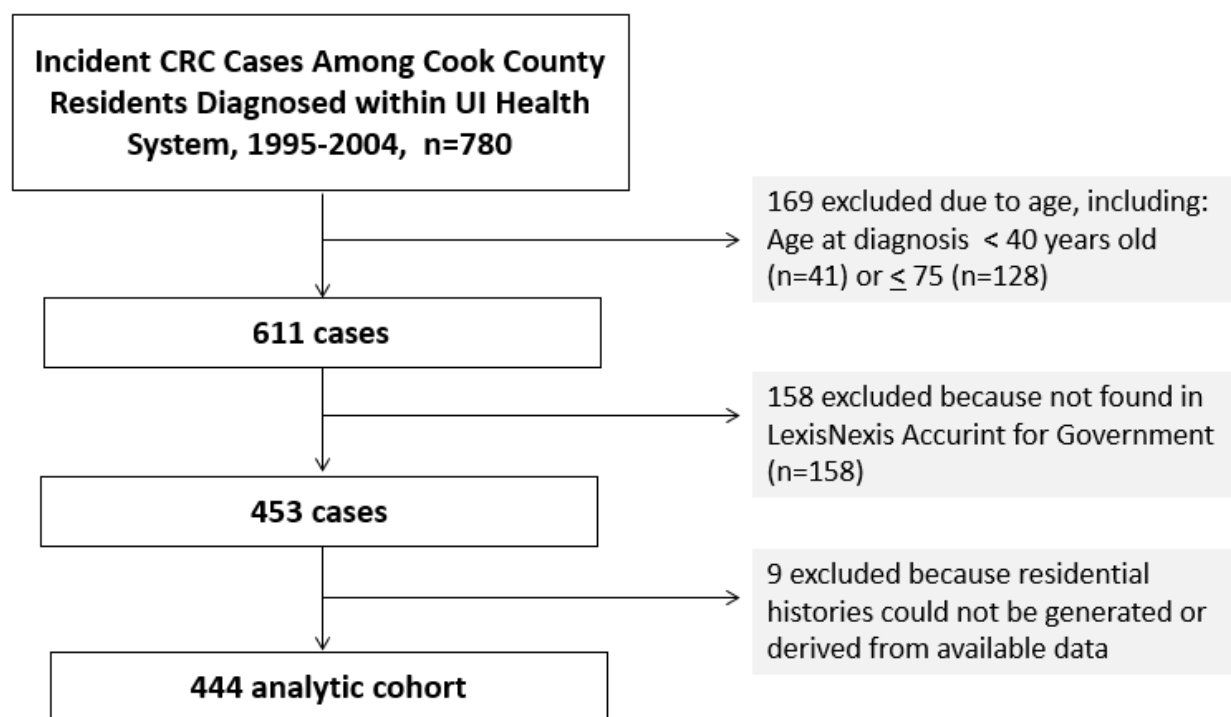 Incident CRC Cases Among Cook County
Residents Diagnosed within UI Health
System, 1995-2004, n=780
169 excluded due to age, including:
Age at diagnosis < 40 years old
(n=41) or ≤ 75 (n=128)
611 cases
158 excluded because not found in
LexisNexis Accurint for Government
(n=158)
453 cases
9 excluded because residential
histories could not be generated or
derived from available data
444 analytic cohort